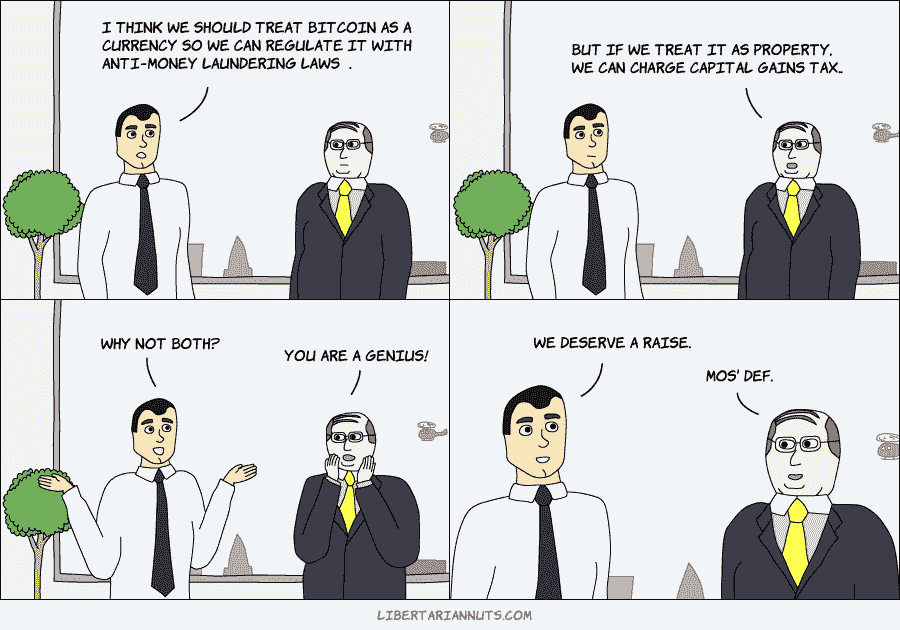 I THINK WE SHOULD TREAT BITCOIN AS A
CURRENCY SO WE CAN REGULATE IT WITH
ANTI-MONEY LAUNDERING LAWS .
BUT IF WE TREAT IT AS PROPERTY,
WE CAN CHARGE CAPITAL GAINS TAX..
WHY NOT BOTH?
YOU ARE A GENIUS!
WE DESERVE A RAISE.
MOS' DEF.
LIBERTARIANNUTS.COM